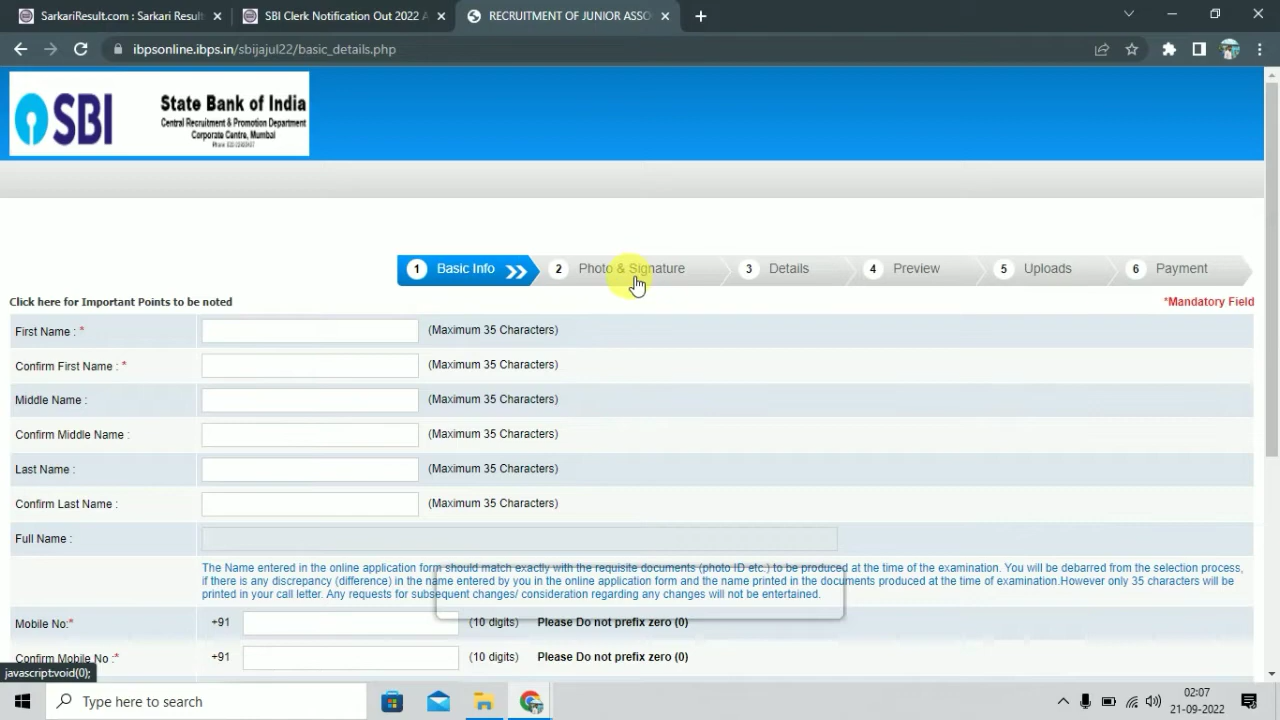 SarkariResult.com : Sarkari Resul
SBI Clerk Notification Out 2022 A
RECRUITMENT OF JUNIOR ASSO
ibpsonline.ibps.in/sbijajul22/basic_details.php
SBI
State Bank of India
Central Recruitment & Promotion Department
Corporate Centre, Mumbai
1 Basic Info
2 Photo & Signature
3 Details
4 Preview
5 Uploads
6 Payment
Click here for Important Points to be noted
*Mandatory Field
First Name : *
(Maximum 35 Characters)
Confirm First Name : *
(Maximum 35 Characters)
Middle Name :
(Maximum 35 Characters)
Confirm Middle Name :
(Maximum 35 Characters)
Last Name :
(Maximum 35 Characters)
Confirm Last Name :
(Maximum 35 Characters)
Full Name :
The Name entered in the online application form should match exactly with the requisite documents (photo ID etc.) to be produced at the time of the examination. You will be debarred from the selection process,
if there is any discrepancy (difference) in the name entered by you in the online application form and the name printed in the documents produced at the time of examination.However only 35 characters will be
printed in your call letter. Any requests for subsequent changes/ consideration regarding any changes will not be entertained.
Mobile No:*
+91
(10 digits)
Please Do not prefix zero (0)
Confirm Mobile No :*
+91
(10 digits)
Please Do not prefix zero (0)
javascript:void(0);
Type here to search
02:07
21-09-2022